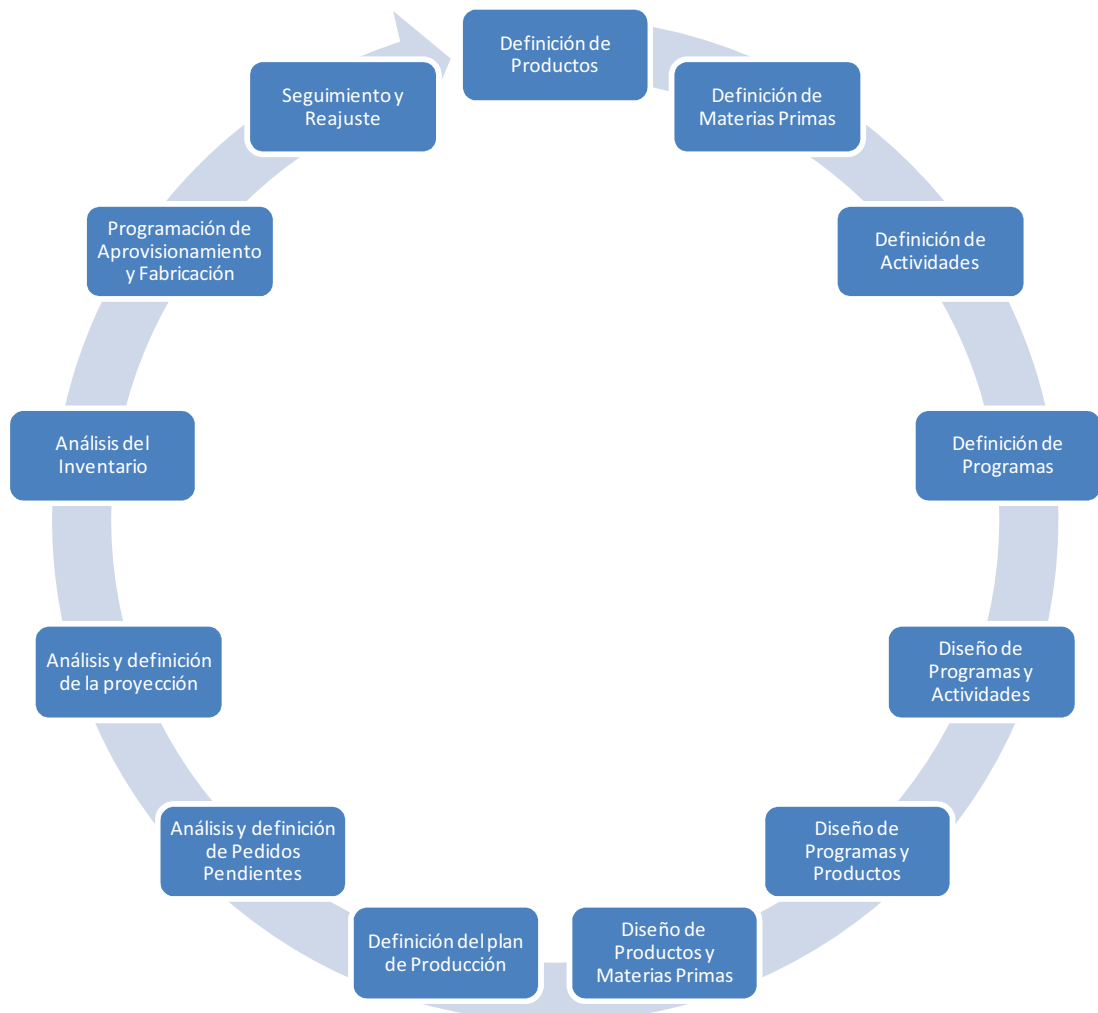 Definición de
Productos
Definición de
Materias Primas
Definición de
Actividades
Definición de
Programas
Diseño de
Programas y
Actividades
Diseño de
Programas y
Productos
Diseño de
Productos y
Materias Primas
Definición del plan
de Producción
Análisis y definición
de Pedidos
Pendientes
Análisis y definición
de la proyección
Análisis del
Inventario
Programación de
Aprovisionamiento
y Fabricación
Seguimiento y
Reajuste